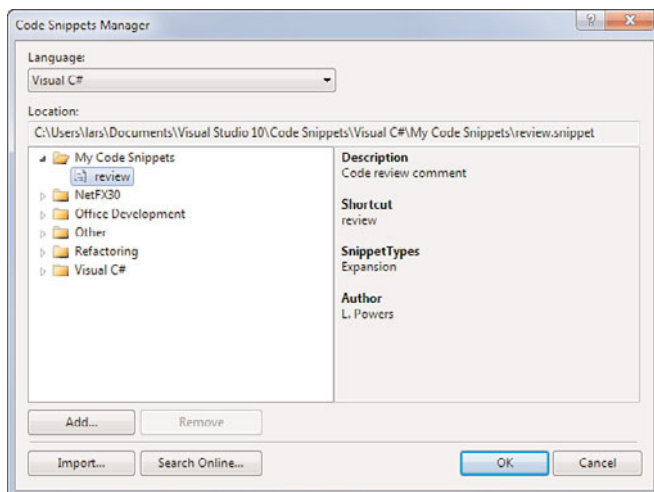 Code Snippets Manager
Language:
Visual C#
Location:
C:\Users\lars\Documents\Visual Studio 10\Code Snippets\Visual C#\My Code Snippets\review.snippet
My Code Snippets
review
NetFX30
Office Development
Other
Refactoring
Visual C#
Description
Code review comment
Shortcut
review
SnippetTypes
Expansion
Author
L. Powers
Add...
Remove
Import...
Search Online...
OK
Cancel